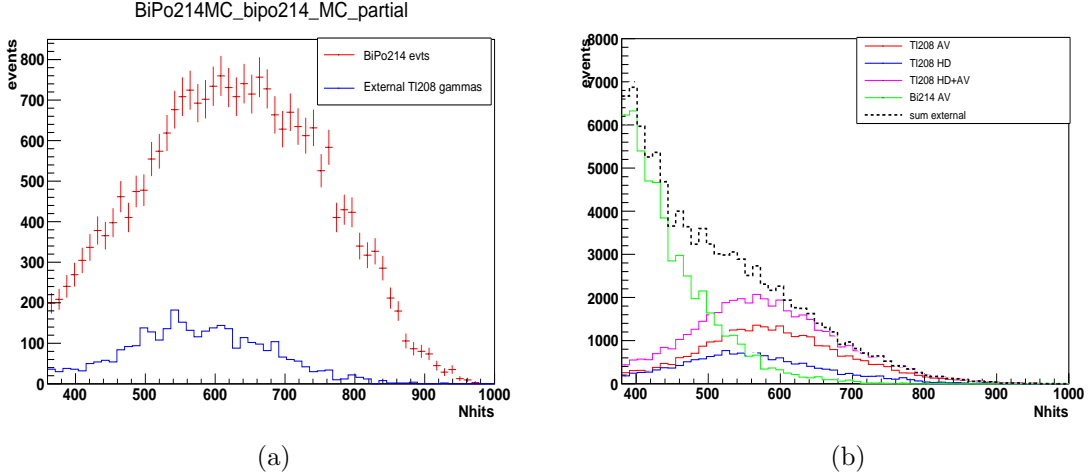 BiPo214MC_bipo214_MC_partial
events
800
700
600
500
400
300
200
100
0
400 500 600 700 800 900 1000
Nhits
BiPo214 evts
External Tl208 gammas
(a)
events
8000
7000
6000
5000
4000
3000
2000
1000
0
400 500 600 700 800 900 1000
Nhits
Tl208 AV
Tl208 HD
Tl208 HD+AV
Bi214 AV
sum external
(b)